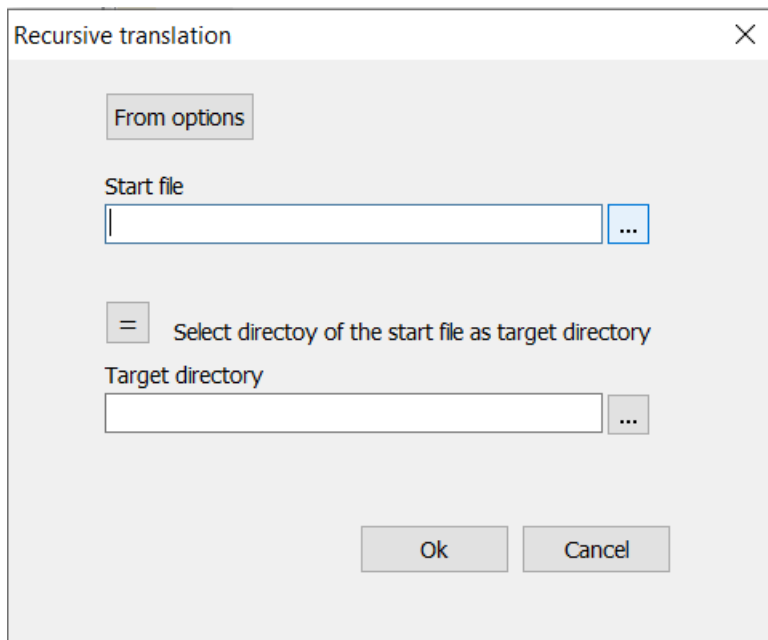 Recursive translation
From options
Start file
...
= Select directoy of the start file as target directory
Target directory
...
Ok Cancel